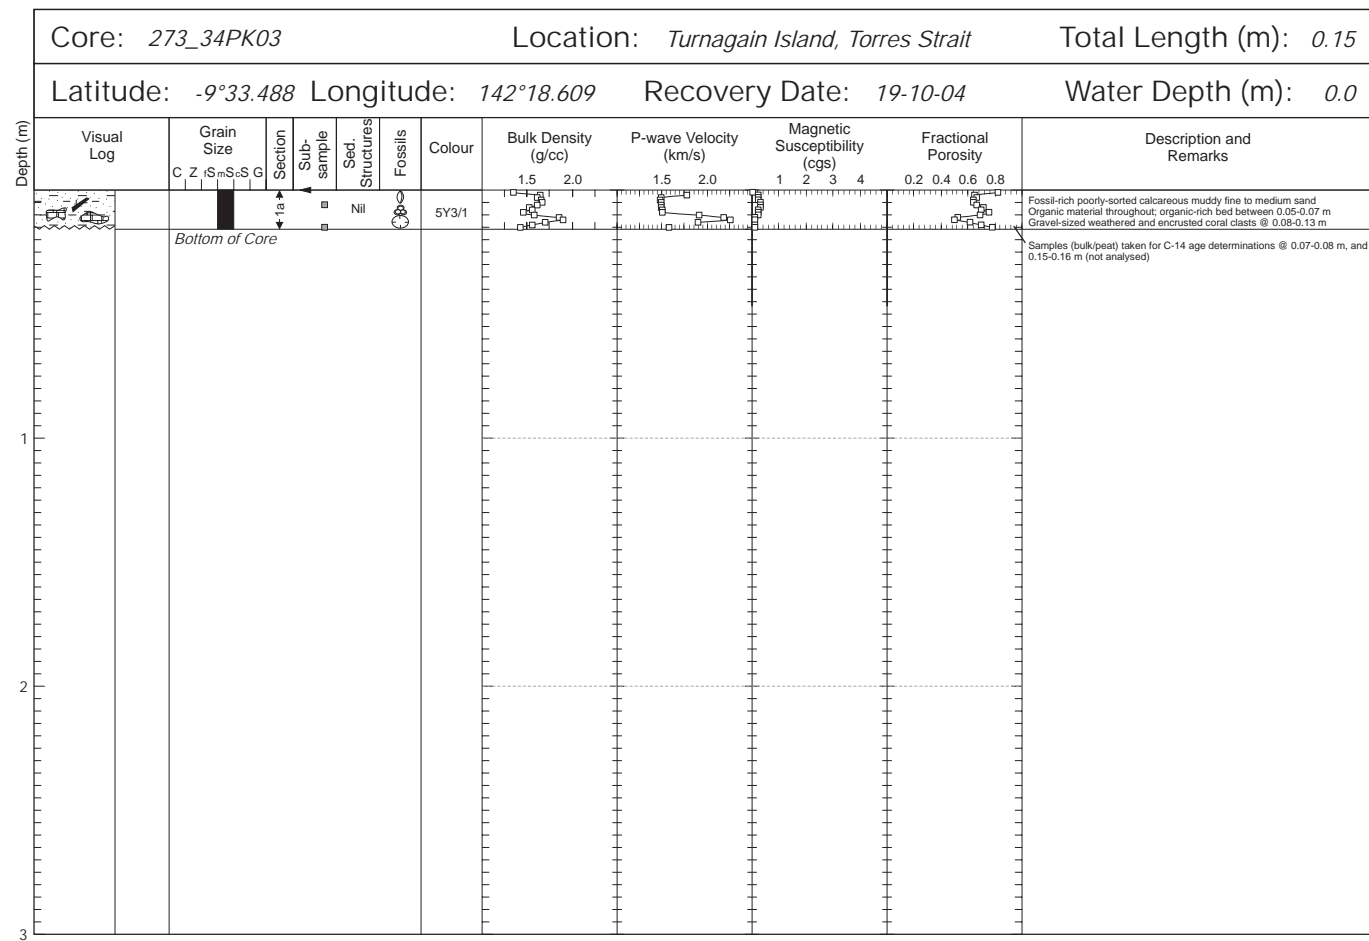 Core: 273_34PK03 Location: Turnagain Island, Torres Strait Total Length (m): 0.15
Latitude: -9°33.488 Longitude: 142°18.609 Recovery Date: 19-10-04 Water Depth (m): 0.0
Depth (m)
Visual
Log
Grain
Size
C Z fS mS cS G
Section
Sub-
sample
Sed.
Structures
Fossils
Colour
Bulk Density
(g/cc)
1.5 2.0
P-wave Velocity
(km/s)
1.5 2.0
Magnetic
Susceptibility
(cgs)
1 2 3 4
Fractional
Porosity
0.2 0.4 0.6 0.8
Description and
Remarks
1a
Nil
5Y3/1
Fossil-rich poorly-sorted calcareous muddy fine to medium sand
Organic material throughout; organic-rich bed between 0.05-0.07 m
Gravel-sized weathered and encrusted coral clasts @ 0.08-0.13 m
Bottom of Core
Samples (bulk/peat) taken for C-14 age determinations @ 0.07-0.08 m, and
0.15-0.16 m (not analysed)
1
2
3